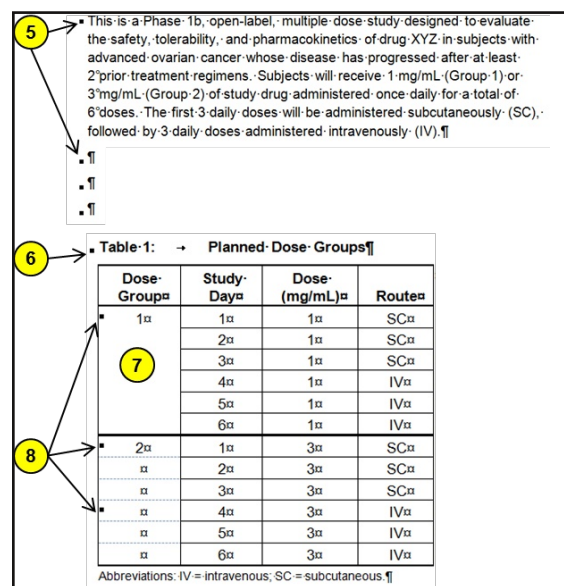 5
▪ This is a Phase 1b, open-label, multiple dose study designed to evaluate
the safety, tolerability, and pharmacokinetics of drug XYZ in subjects with
advanced ovarian cancer whose disease has progressed after at least
2°prior treatment regimens. Subjects will receive 1 mg/mL (Group 1) or
3°mg/mL (Group 2) of study drug administered once daily for a total of
6°doses. The first 3 daily doses will be administered subcutaneously (SC),
followed by 3 daily doses administered intravenously (IV).¶
▪ ¶
▪ ¶
▪ ¶
6
▪ Table 1: → Planned Dose Groups¶
Dose Group¤ Study Day¤ Dose (mg/mL)¤ Route¤
▪ 1¤ 1¤ 1¤ SC¤
2¤ 1¤ SC¤
7 3¤ 1¤ SC¤
4¤ 1¤ IV¤
5¤ 1¤ IV¤
6¤ 1¤ IV¤
8 ▪ 2¤ 1¤ 3¤ SC¤
¤ 2¤ 3¤ SC¤
¤ 3¤ 3¤ SC¤
▪ ¤ 4¤ 3¤ IV¤
¤ 5¤ 3¤ IV¤
¤ 6¤ 3¤ IV¤
Abbreviations: IV = intravenous; SC = subcutaneous.¶